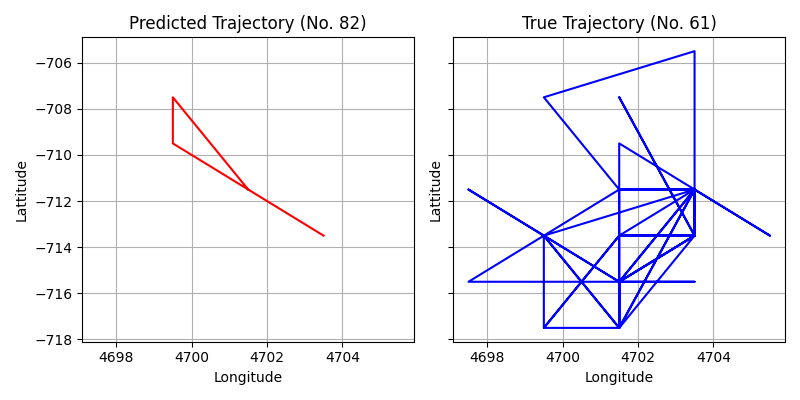 Predicted Trajectory (No. 82)
True Trajectory (No. 61)
Lattitude
−706
−708
−710
−712
−714
−716
−718
4698
4700
4702
4704
Longitude
Lattitude
4698
4700
4702
4704
Longitude